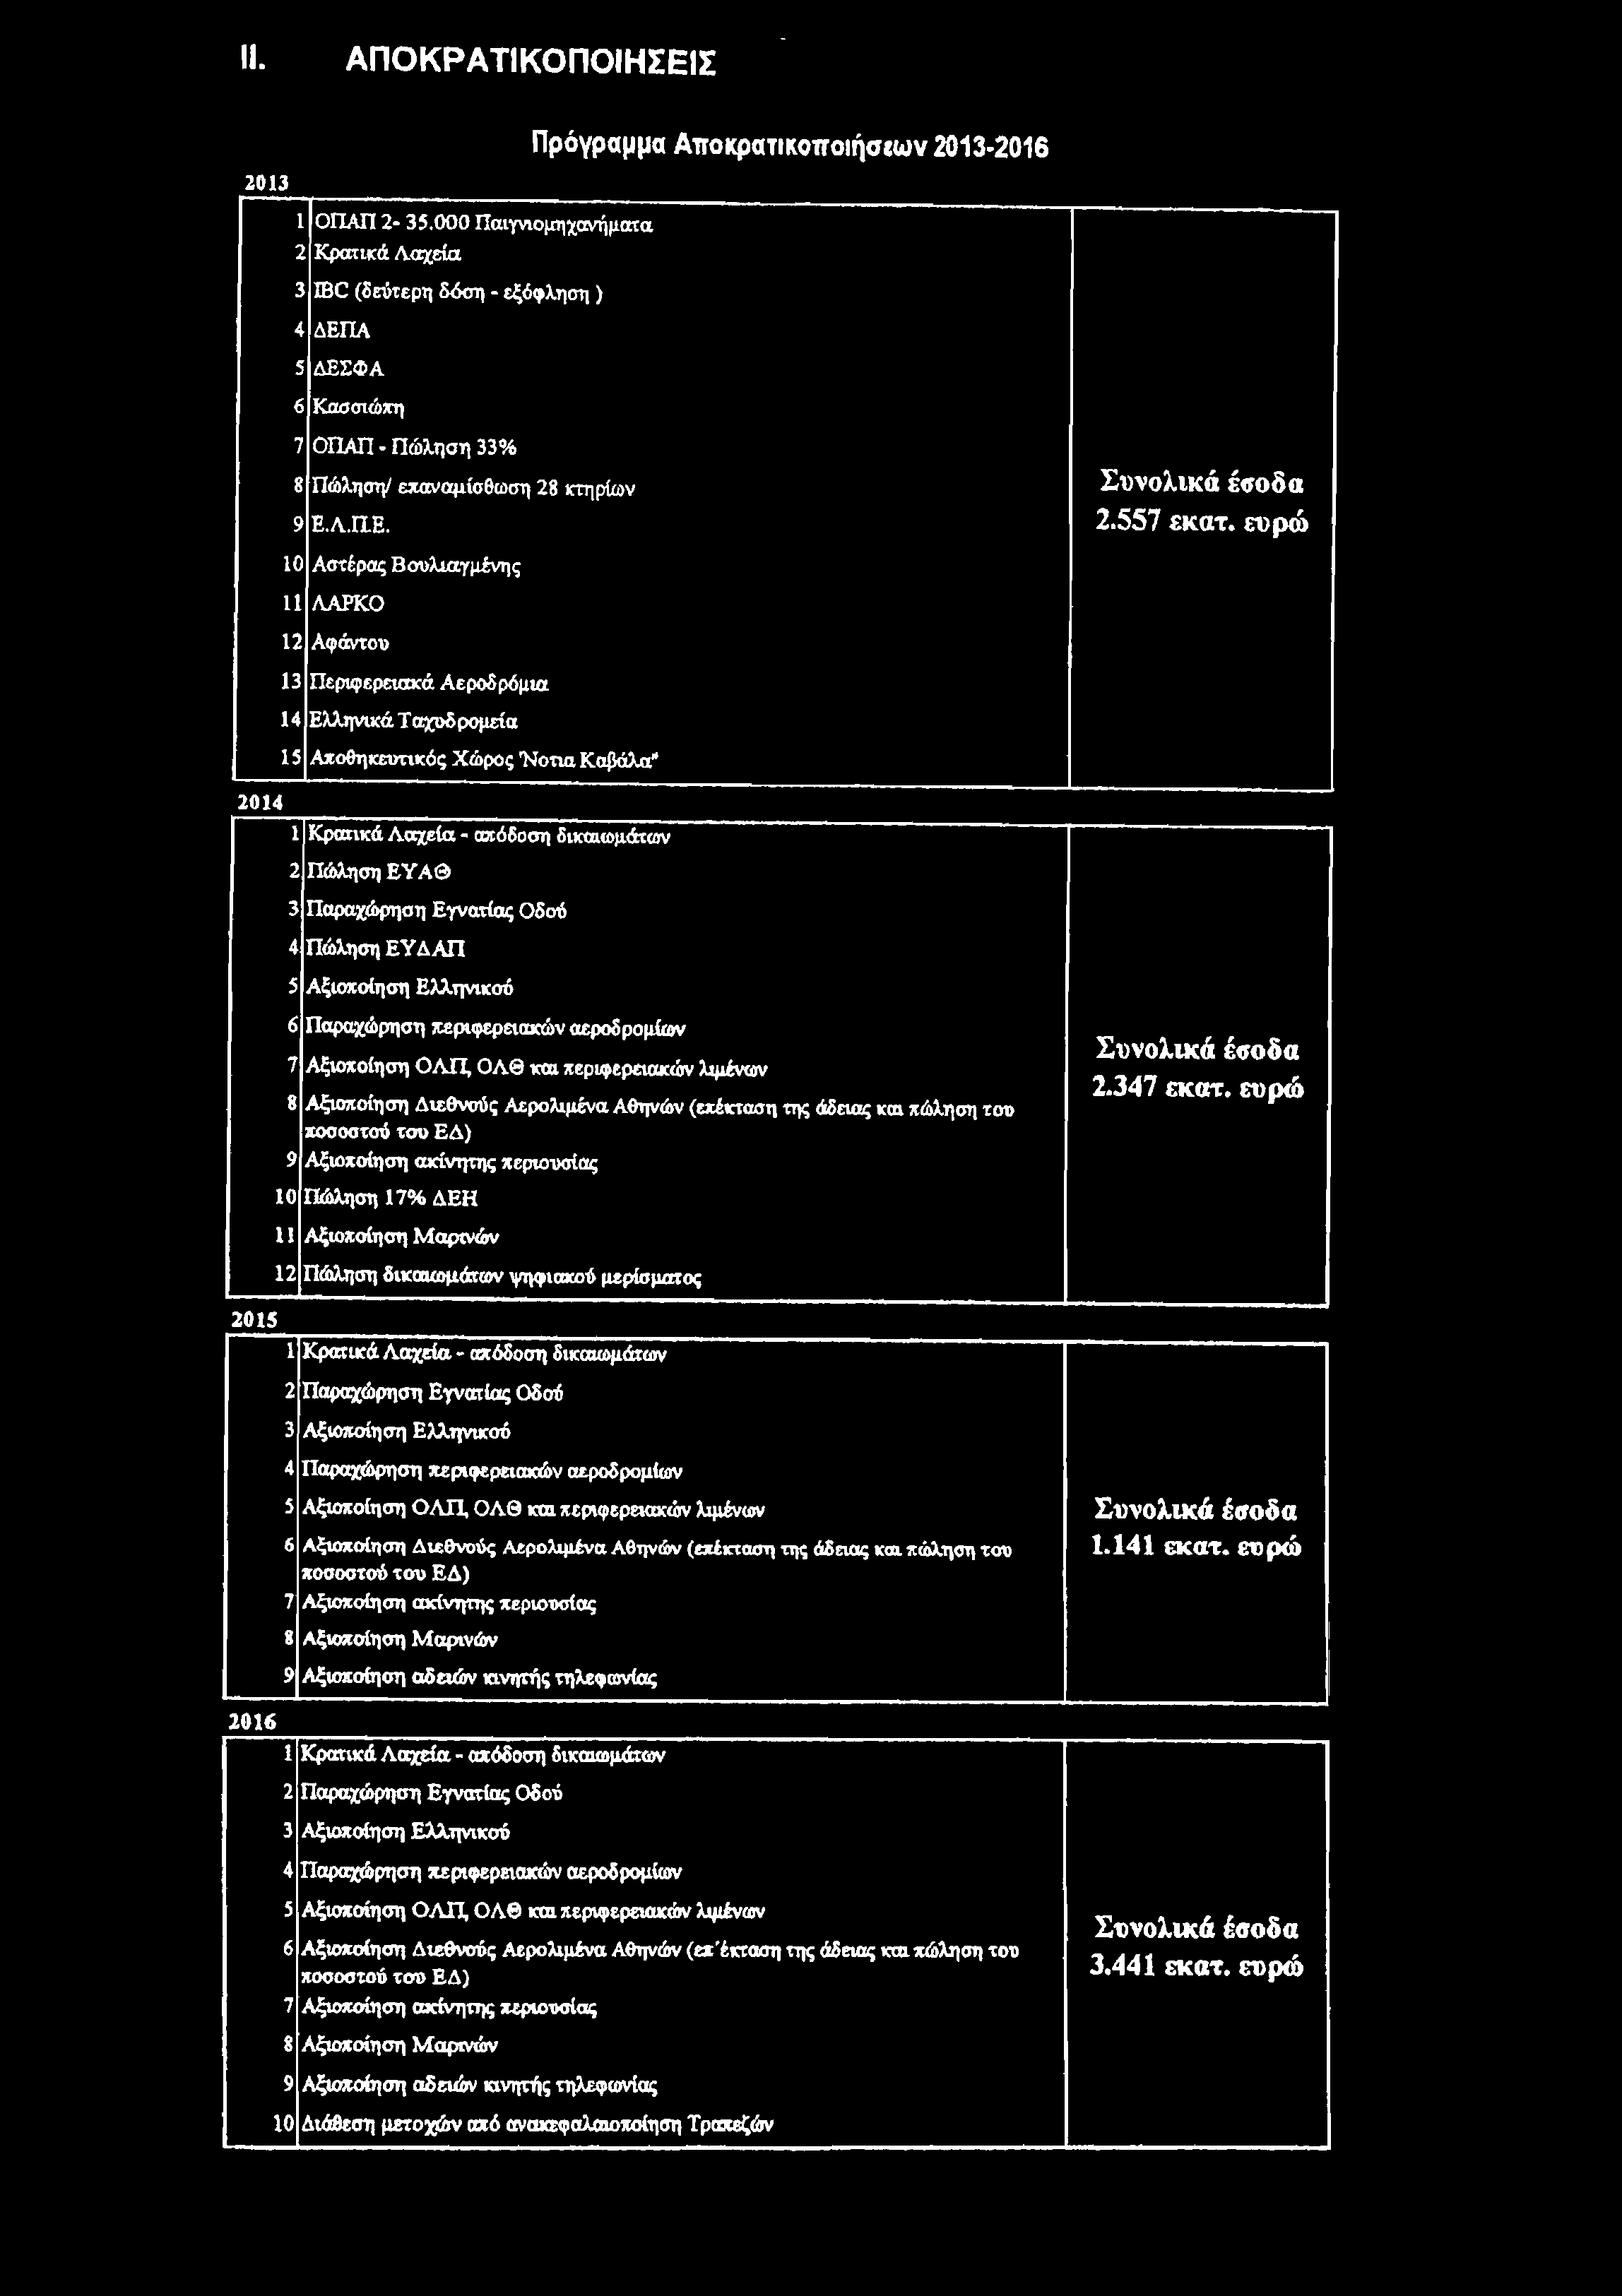 II. ΑΠΟΚΡΑΤΙΚΟΠΟΙΗΣΕΙΣ
Πρόγραμμα Αποκρατικοποιήσεων 2013-2016
2013
1 ΟΠΑΠ 2- 35.000 Παιγνιομηχανήματα
2 Κρατικά Λαχεία
3 IBC (δεύτερη δόση - εξόφληση )
4 ΔΕΠΑ
5 ΔΕΣΦΑ
6 Κασσιώπη
7 ΟΠΑΠ - Πώληση 33%
8 Πώληση/ επαναμίσθωση 28 κτηρίων
9 Ε.Λ.Π.Ε.
10 Αστέρας Βουλιαγμένης
11 ΛΑΡΚΟ
12 Αφάντου
13 Περιφερειακά Αεροδρόμια
14 Ελληνικά Ταχυδρομεία
15 Αποθηκευτικός Χώρος "Νοτια Καβάλα"
Συνολικά έσοδα
2.557 εκατ. ευρώ
2014
1 Κρατικά Λαχεία - απόδοση δικαιωμάτων
2 Πώληση ΕΥΑΘ
3 Παραχώρηση Εγνατίας Οδού
4 Πώληση ΕΥΔΑΠ
5 Αξιοποίηση Ελληνικού
6 Παραχώρηση περιφερειακών αεροδρομίων
7 Αξιοποίηση ΟΛΠ, ΟΛΘ και περιφερειακών λιμένων
8 Αξιοποίηση Διεθνούς Αερολιμένα Αθηνών (επέκταση της άδειας και πώληση του
ποσοστού του ΕΔ)
9 Αξιοποίηση ακίνητης περιουσίας
10 Πώληση 17% ΔΕΗ
11 Αξιοποίηση Μαρινών
12 Πώληση δικαιωμάτων ψηφιακού μερίσματος
Συνολικά έσοδα
2.347 εκατ. ευρώ
2015
1 Κρατικά Λαχεία - απόδοση δικαιωμάτων
2 Παραχώρηση Εγνατίας Οδού
3 Αξιοποίηση Ελληνικού
4 Παραχώρηση περιφερειακών αεροδρομίων
5 Αξιοποίηση ΟΛΠ, ΟΛΘ και περιφερειακών λιμένων
6 Αξιοποίηση Διεθνούς Αερολιμένα Αθηνών (επέκταση της άδειας και πώληση του
ποσοστού του ΕΔ)
7 Αξιοποίηση ακίνητης περιουσίας
8 Αξιοποίηση Μαρινών
9 Αξιοποίηση αδειών κινητής τηλεφωνίας
Συνολικά έσοδα
1.141 εκατ. ευρώ
2016
1 Κρατικά Λαχεία - απόδοση δικαιωμάτων
2 Παραχώρηση Εγνατίας Οδού
3 Αξιοποίηση Ελληνικού
4 Παραχώρηση περιφερειακών αεροδρομίων
5 Αξιοποίηση ΟΛΠ, ΟΛΘ και περιφερειακών λιμένων
6 Αξιοποίηση Διεθνούς Αερολιμένα Αθηνών (επ'έκταση της άδειας και πώληση του
ποσοστού του ΕΔ)
7 Αξιοποίηση ακίνητης περιουσίας
8 Αξιοποίηση Μαρινών
9 Αξιοποίηση αδειών κινητής τηλεφωνίας
10 Διάθεση μετοχών από ανακεφαλαιοποίηση Τραπεζών
Συνολικά έσοδα
3.441 εκατ. ευρώ